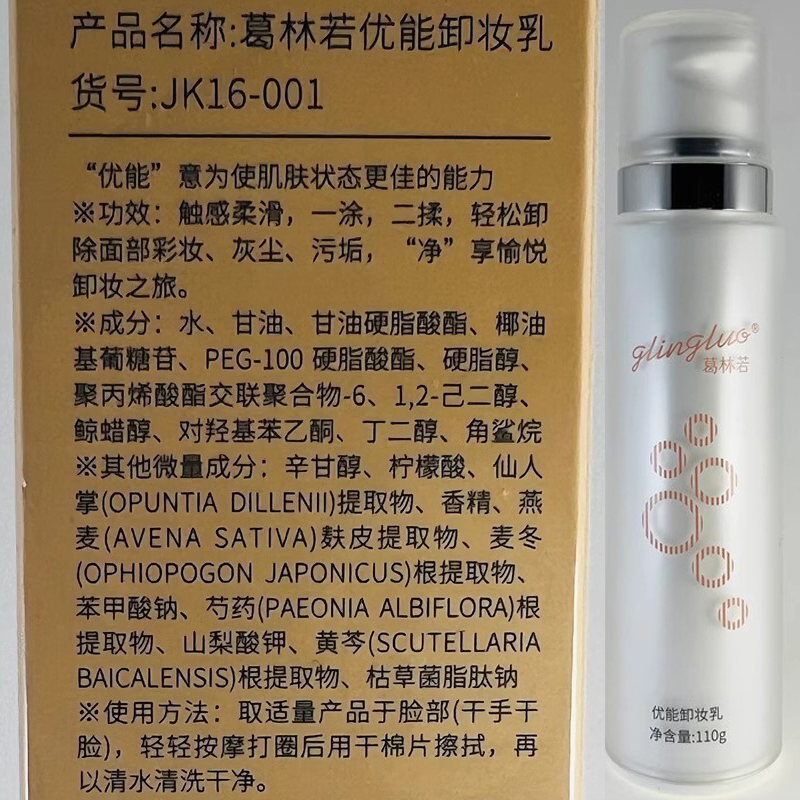 产品名称:葛林若优能卸妆乳
货号:JK16-001
“优能”意为使肌肤状态更佳的能力
※功效：触感柔滑，一涂，二揉，轻松卸
除面部彩妆、灰尘、污垢，“净”享愉悦
卸妆之旅。
※成分：水、甘油、甘油硬脂酸酯、椰油
基葡糖苷、PEG-100 硬脂酸酯、硬脂醇、
聚丙烯酸酯交联聚合物-6、1,2-己二醇、
鲸蜡醇、对羟基苯乙酮、丁二醇、角鲨烷
※其他微量成分：辛甘醇、柠檬酸、仙人
掌(OPUNTIA DILLENII)提取物、香精、燕
麦(AVENA SATIVA)麸皮提取物、麦冬
(OPHIOPOGON JAPONICUS)根提取物、
苯甲酸钠、芍药(PAEONIA ALBIFLORA)根
提取物、山梨酸钾、黄芩(SCUTELLARIA
BAICALENSIS)根提取物、枯草菌脂肽钠
※使用方法：取适量产品于脸部(干手干
脸)，轻轻按摩打圈后用干棉片擦拭，再
以清水清洗干净。
glingluo®
葛林若
优能卸妆乳
净含量:110g